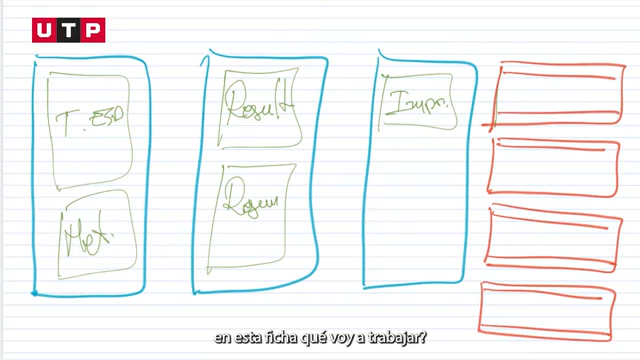 UTP
T. ESD
Met.
Result
Resum
Impr.
en esta ficha qué voy a trabajar?